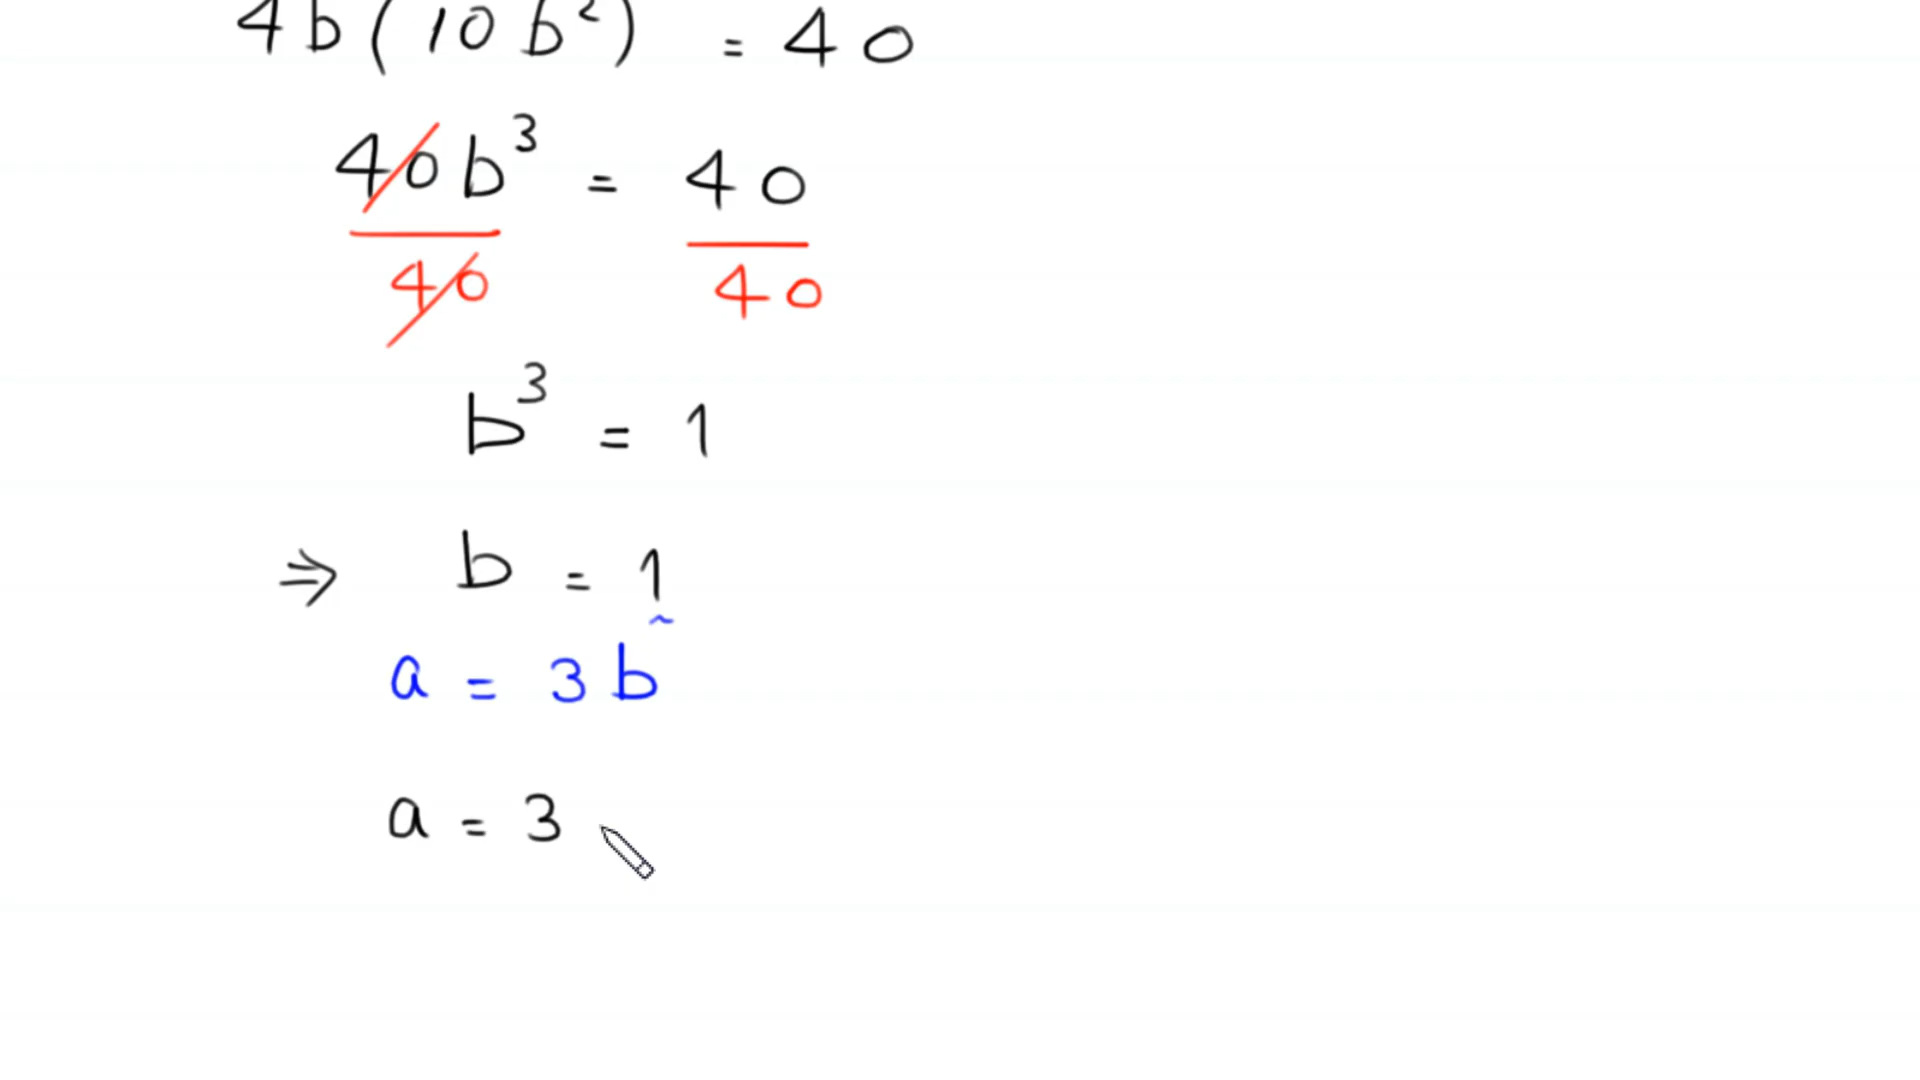 4b(10b²) = 40
40b³ = 40
40 40
b³ = 1
⇒ b = 1
a = 3b
a = 3